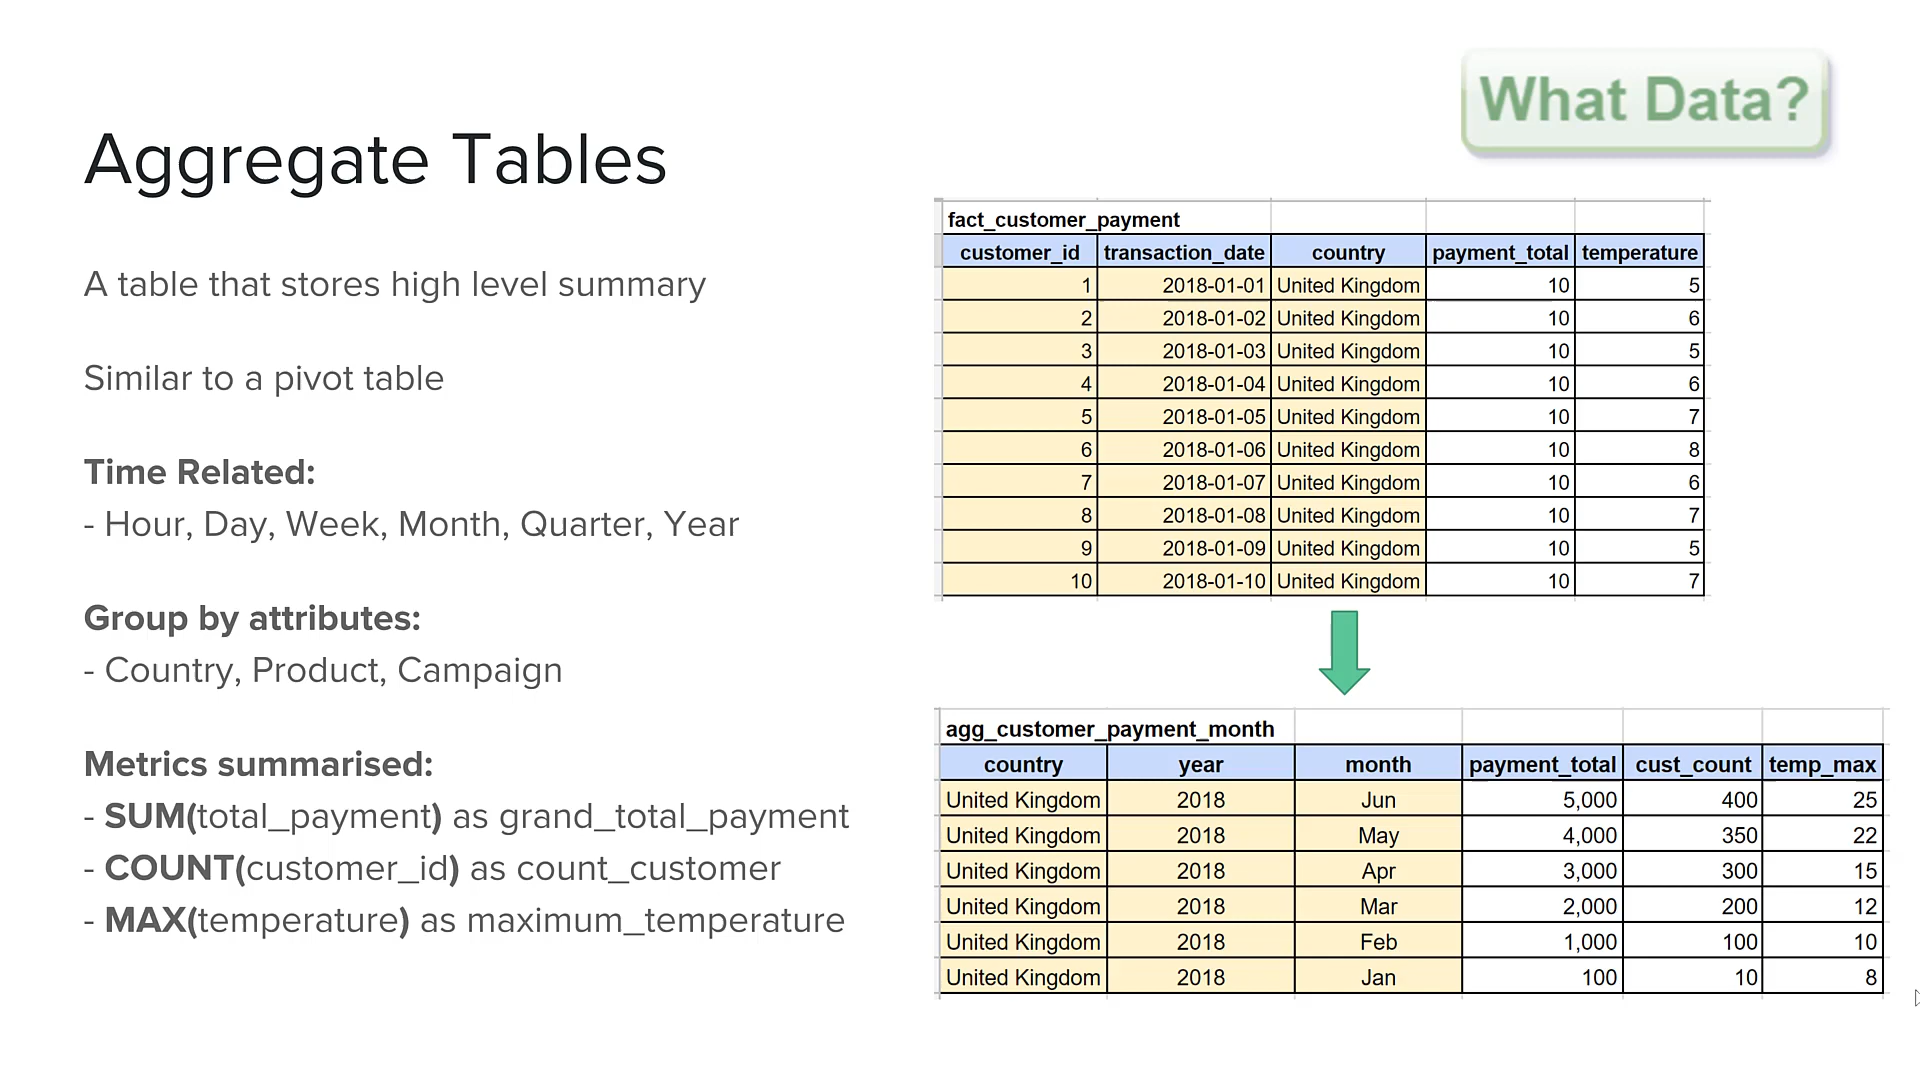 What Data?
Aggregate Tables
A table that stores high level summary
Similar to a pivot table
Time Related:
- Hour, Day, Week, Month, Quarter, Year
Group by attributes:
- Country, Product, Campaign
Metrics summarised:
- SUM(total_payment) as grand_total_payment
- COUNT(customer_id) as count_customer
- MAX(temperature) as maximum_temperature
fact_customer_payment
customer_id transaction_date country payment_total temperature
1 2018-01-01 United Kingdom 10 5
2 2018-01-02 United Kingdom 10 6
3 2018-01-03 United Kingdom 10 5
4 2018-01-04 United Kingdom 10 6
5 2018-01-05 United Kingdom 10 7
6 2018-01-06 United Kingdom 10 8
7 2018-01-07 United Kingdom 10 6
8 2018-01-08 United Kingdom 10 7
9 2018-01-09 United Kingdom 10 5
10 2018-01-10 United Kingdom 10 7
agg_customer_payment_month
country year month payment_total cust_count temp_max
United Kingdom 2018 Jun 5,000 400 25
United Kingdom 2018 May 4,000 350 22
United Kingdom 2018 Apr 3,000 300 15
United Kingdom 2018 Mar 2,000 200 12
United Kingdom 2018 Feb 1,000 100 10
United Kingdom 2018 Jan 100 10 8